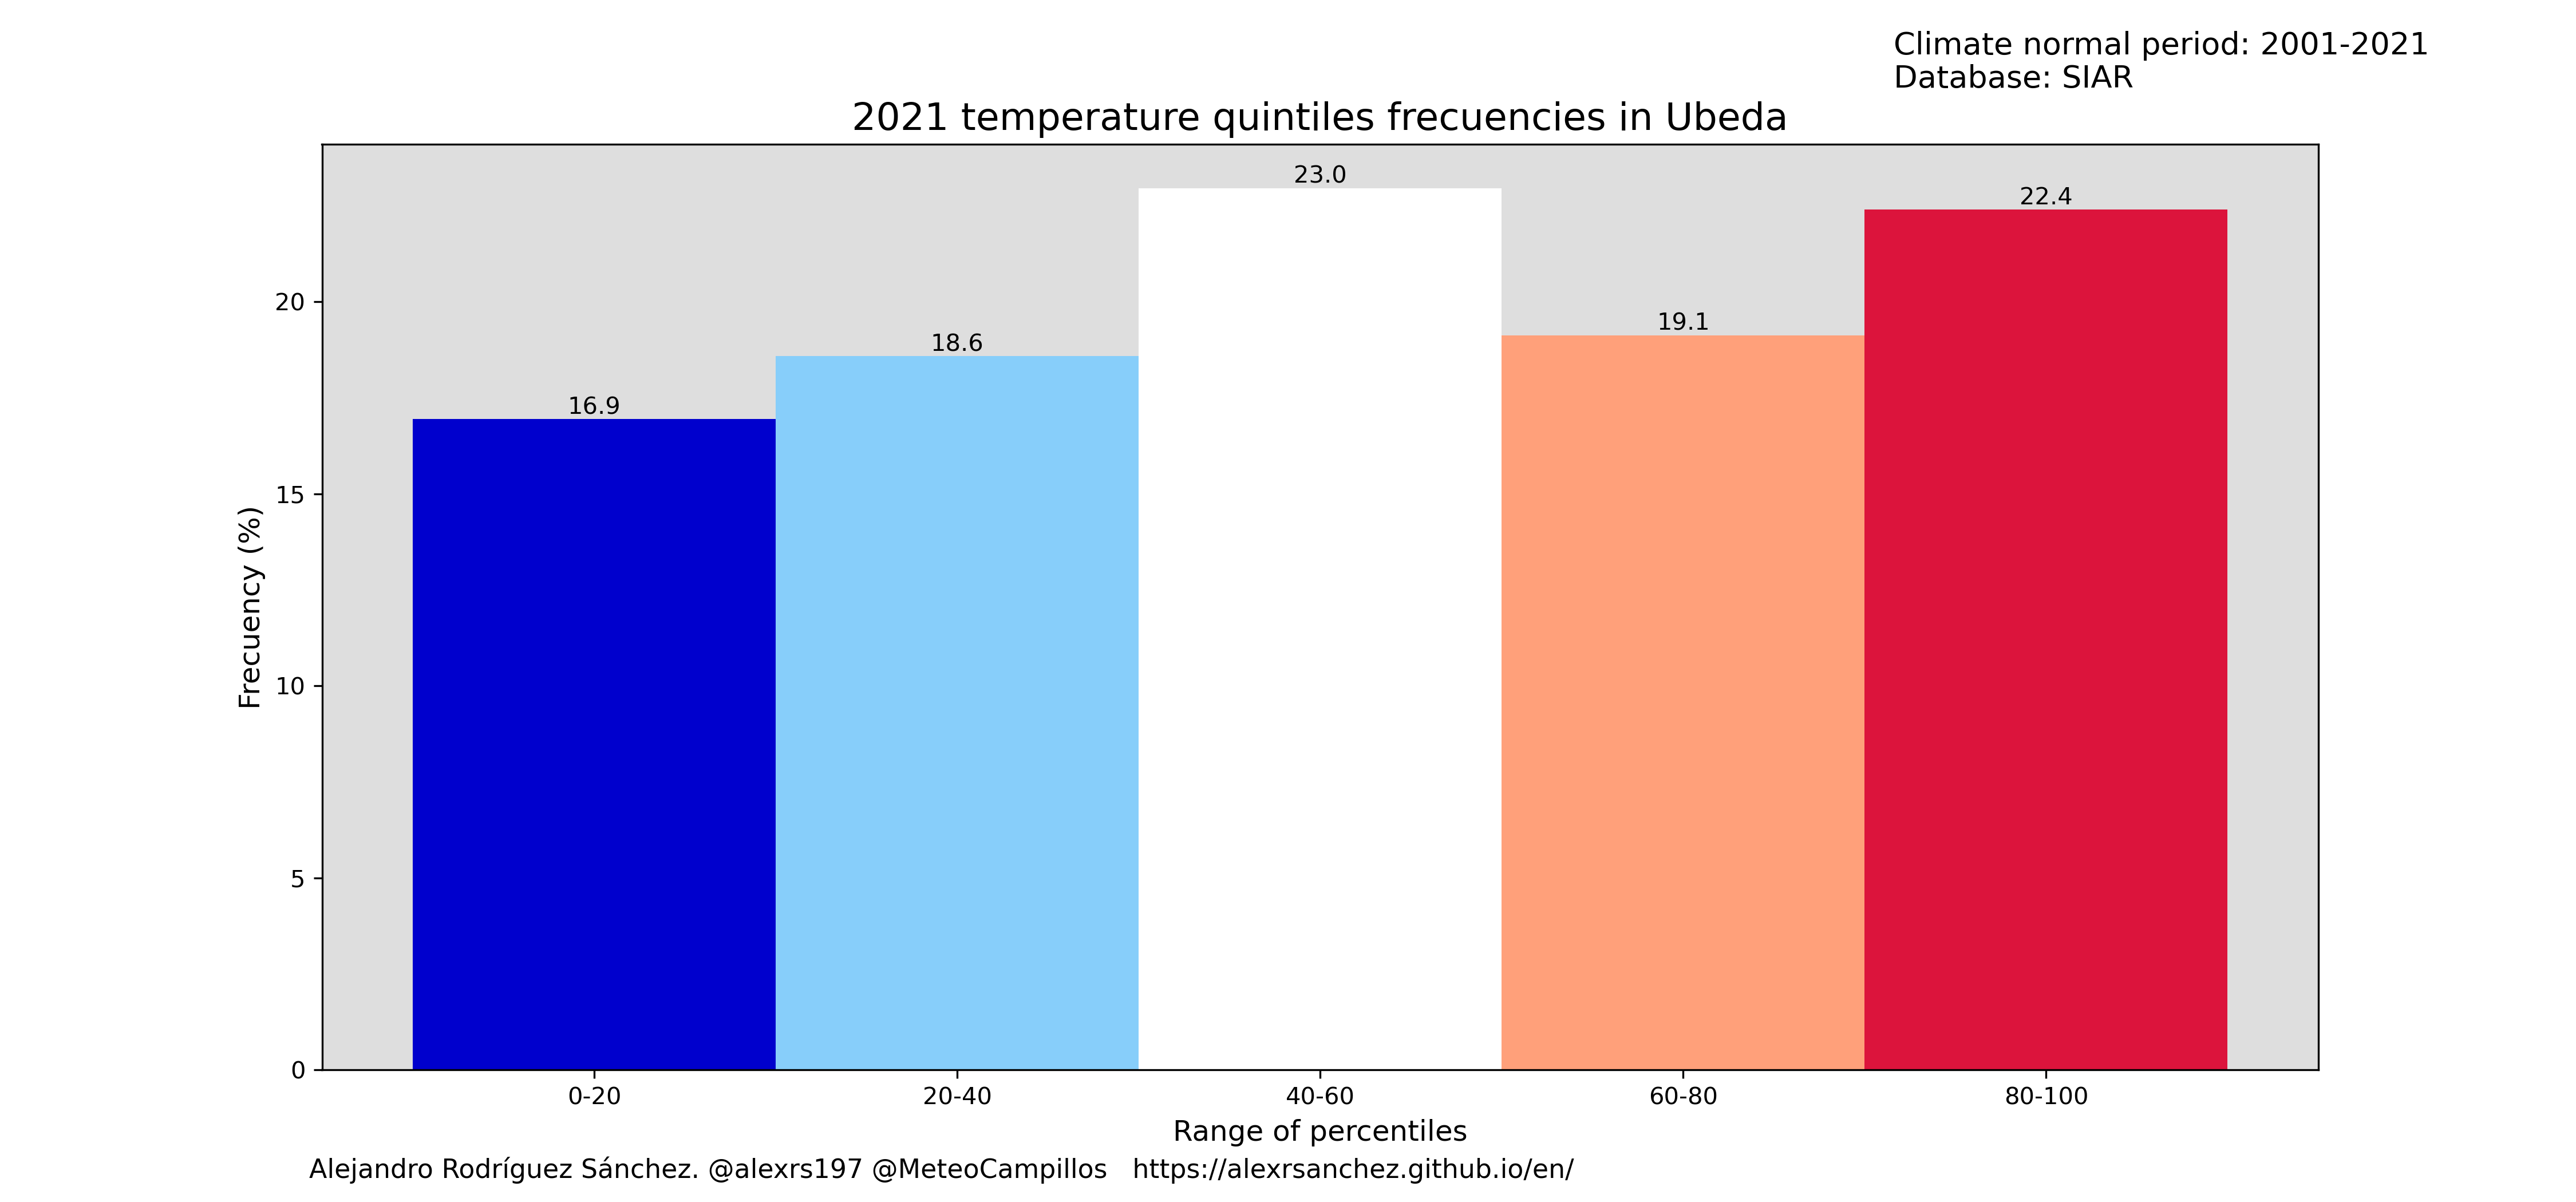 Climate normal period: 2001-2021
Database: SIAR
2021 temperature quintiles frecuencies in Ubeda
23.0
22.4
20
19.1
18.6
16.9
15
Frecuency (%)
10
5
0
0-20 20-40 40-60 60-80 80-100
Range of percentiles
Alejandro Rodríguez Sánchez. @alexrs197 @MeteoCampillos https://alexrsanchez.github.io/en/